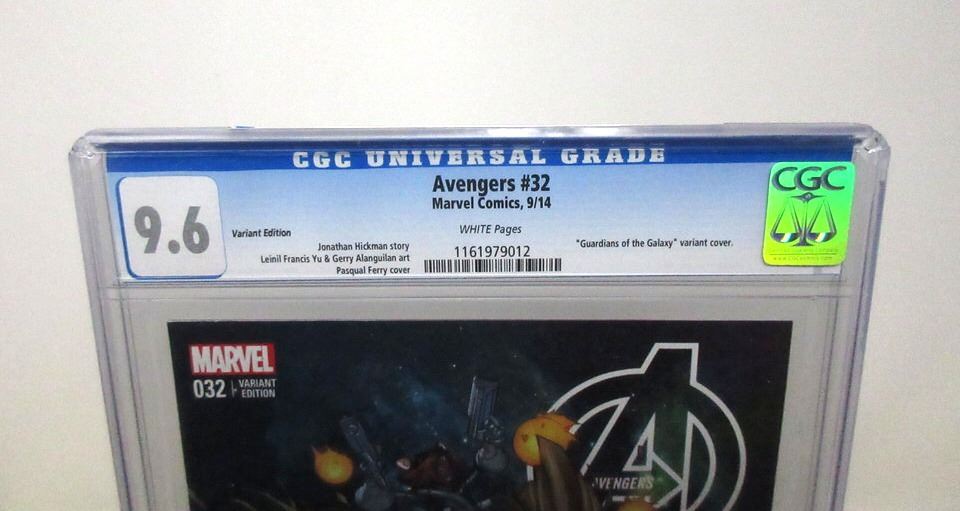 CGC UNIVERSAL GRADE
9.6
Avengers #32
Marvel Comics, 9/14
WHITE Pages
Variant Edition
Jonathan Hickman story
Leinil Francis Yu & Gerry Alanguilan art
Pasqual Ferry cover
1161979012
"Guardians of the Galaxy" variant cover.
CGC
MARVEL
032 VARIANT
EDITION
AVENGERS